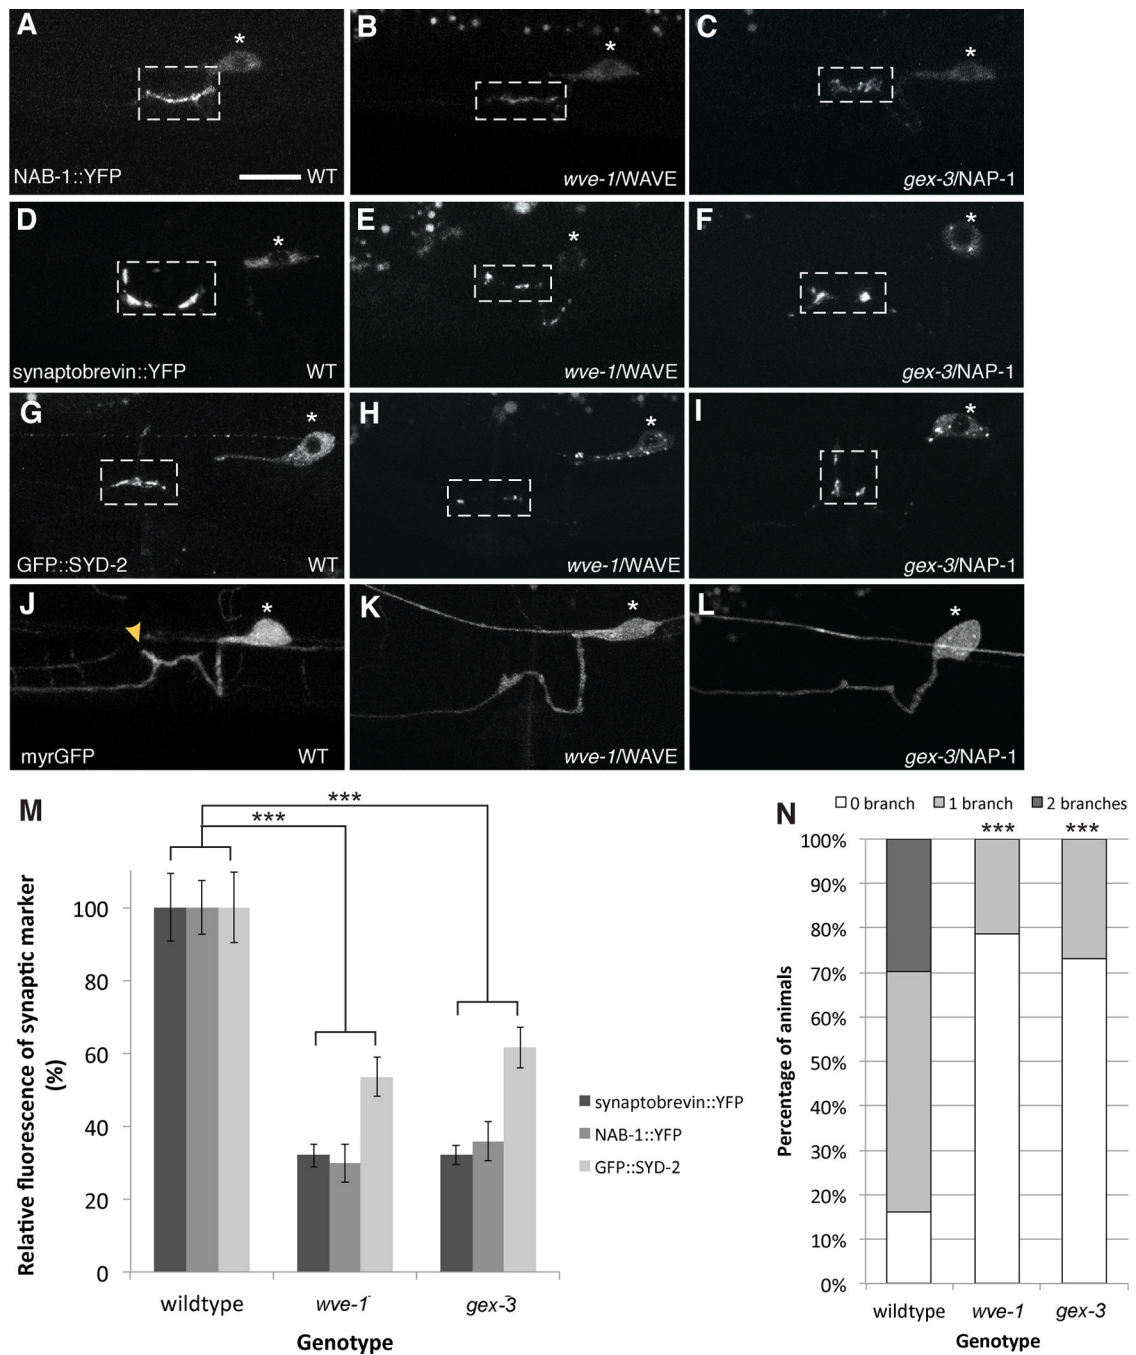 A
*
NAB-1::YFP
WT
B
*
wve-1/WAVE
C
*
gex-3/NAP-1
D
*
synaptobrevin::YFP
WT
E
*
wve-1/WAVE
F
*
gex-3/NAP-1
G
*
GFP::SYD-2
WT
H
*
wve-1/WAVE
I
*
gex-3/NAP-1
J
*
myrGFP
WT
K
*
wve-1/WAVE
L
*
gex-3/NAP-1
M
***
***
Relative fluorescence of synaptic marker
(%)
100
80
60
40
20
0
wildtype
wve-1
gex-3
Genotype
synaptobrevin::YFP
NAB-1::YFP
GFP::SYD-2
N
0 branch
1 branch
2 branches
***
***
Percentage of animals
100%
90%
80%
70%
60%
50%
40%
30%
20%
10%
0%
wildtype
wve-1
gex-3
Genotype